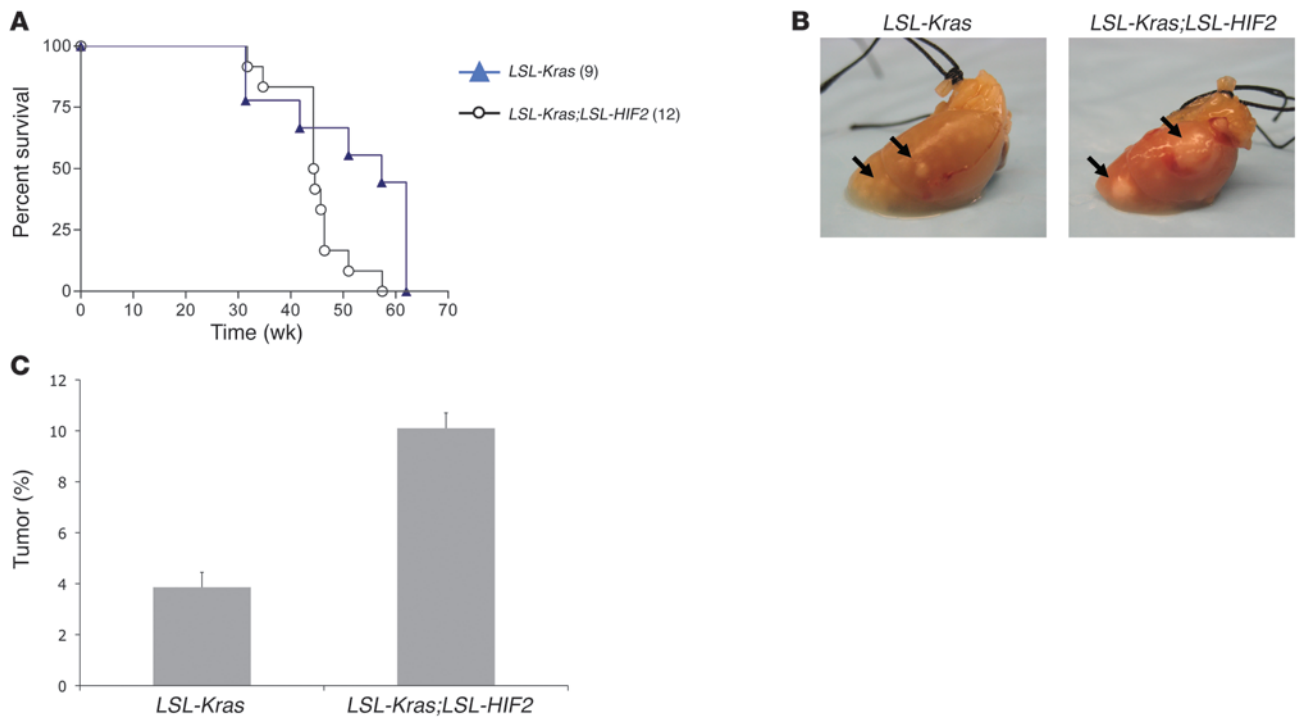 A
100
75
50
25
0
Percent survival
0 10 20 30 40 50 60 70
Time (wk)
LSL-Kras (9)
LSL-Kras;LSL-HIF2 (12)
B
LSL-Kras
LSL-Kras;LSL-HIF2
C
12
10
8
6
4
2
0
Tumor (%)
LSL-Kras
LSL-Kras;LSL-HIF2